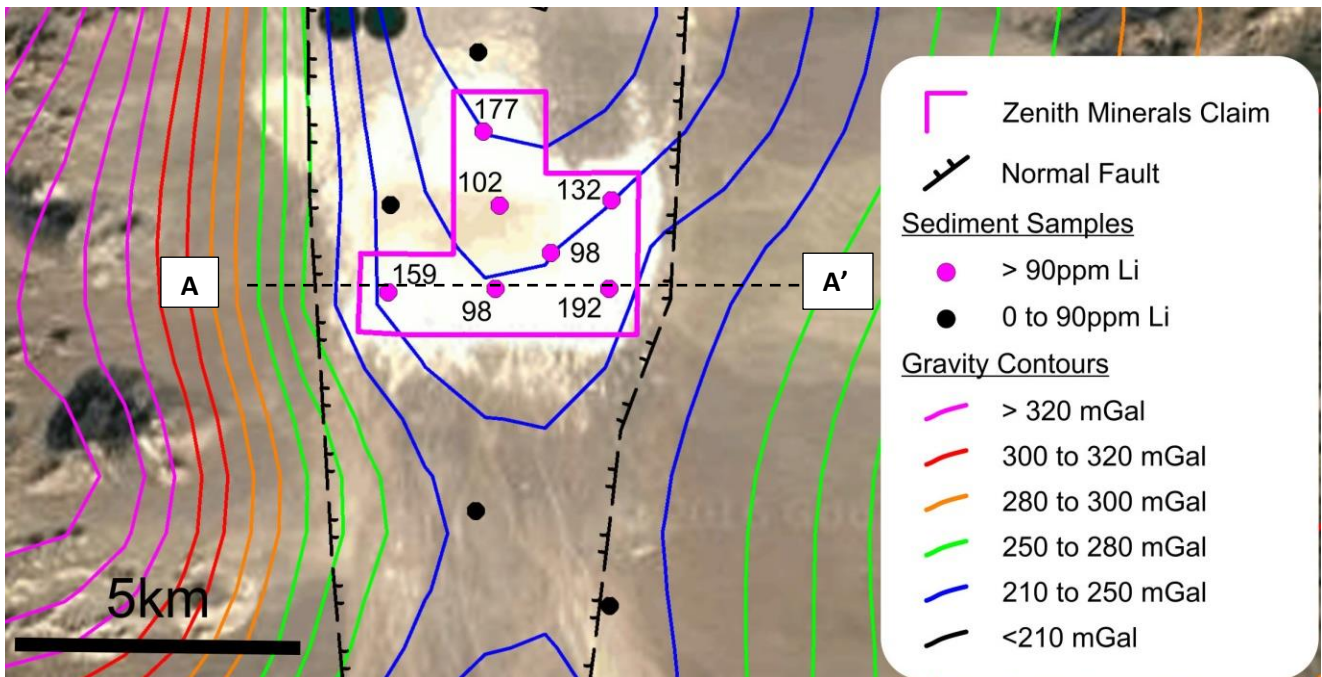 177
102
132
98
159
98
192
A
A’
5km
Zenith Minerals Claim
Normal Fault
Sediment Samples
> 90ppm Li
0 to 90ppm Li
Gravity Contours
> 320 mGal
300 to 320 mGal
280 to 300 mGal
250 to 280 mGal
210 to 250 mGal
<210 mGal